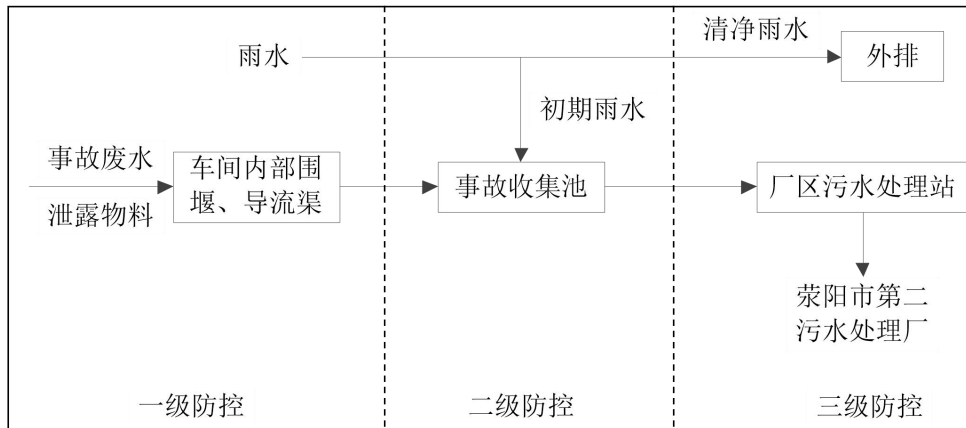 清净雨水
雨水
外排
初期雨水
事故废水
车间内部围
堰、导流渠
事故收集池
厂区污水处理站
泄露物料
荥阳市第二
污水处理厂
一级防控
二级防控
三级防控